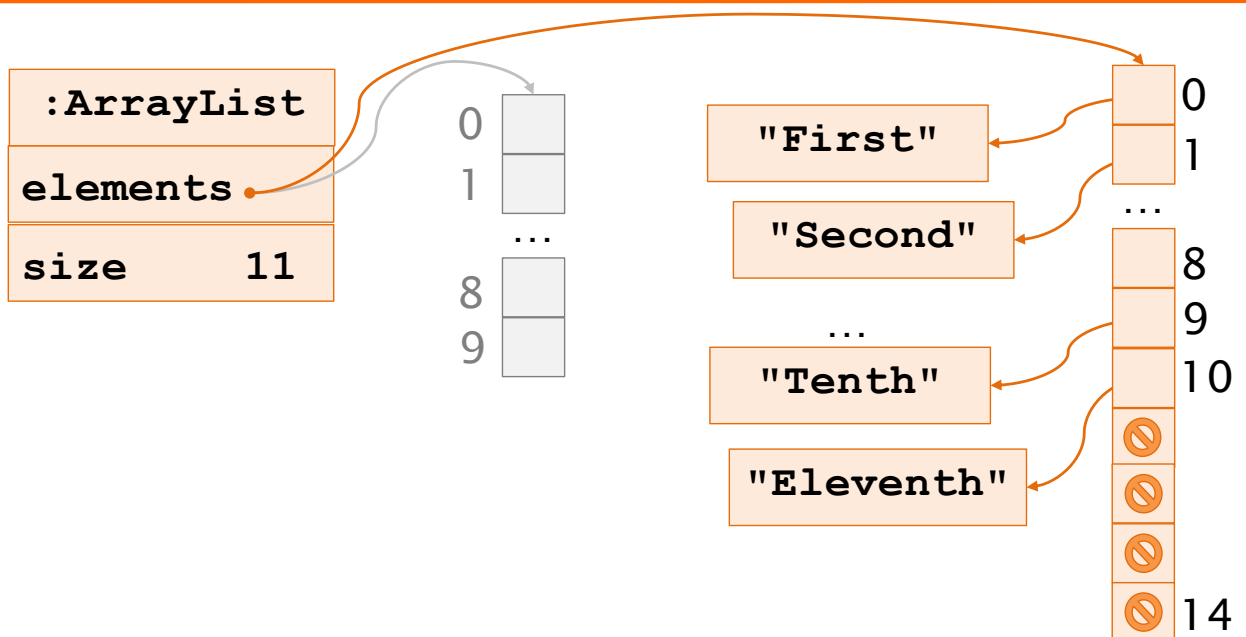 :ArrayList
elements
size 11
0
1
...
8
9
"First"
"Second"
...
"Tenth"
"Eleventh"
0
1
...
8
9
10
14